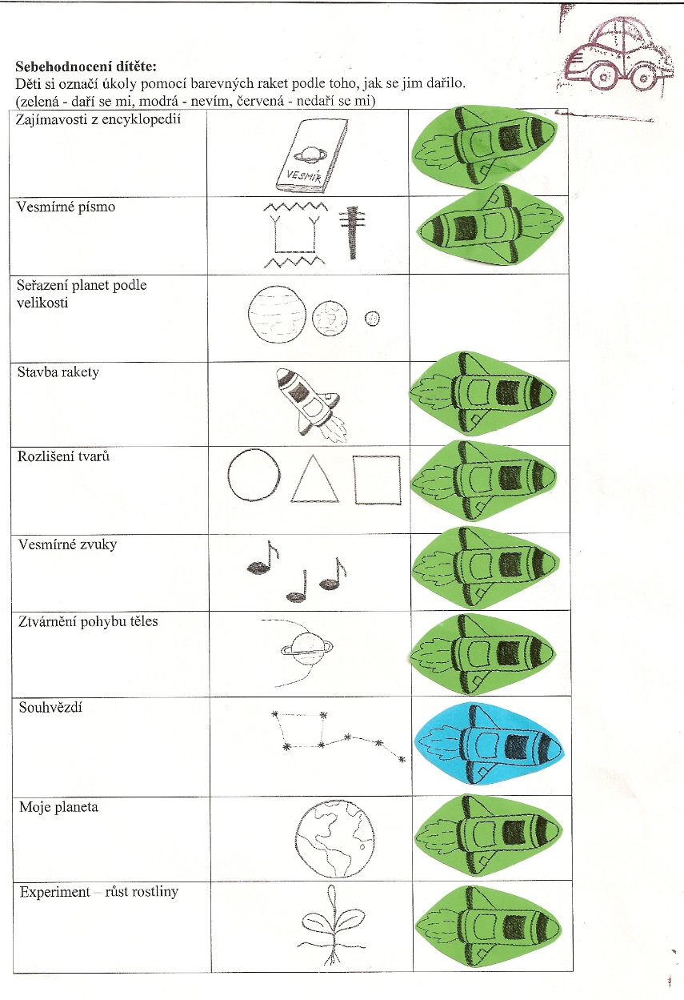 Sebehodnocení dítěte:
Děti si označí úkoly pomocí barevných raket podle toho, jak se jim dařilo.
(zelená - daří se mi, modrá - nevím, červená - nedaří se mi)
Zajímavosti z encyklopedií
VESMÍR
Vesmírné písmo
Seřazení planet podle
velikosti
Stavba rakety
Rozlišení tvarů
Vesmírné zvuky
Ztvárnění pohybu těles
Souhvězdí
Moje planeta
Experiment – růst rostliny